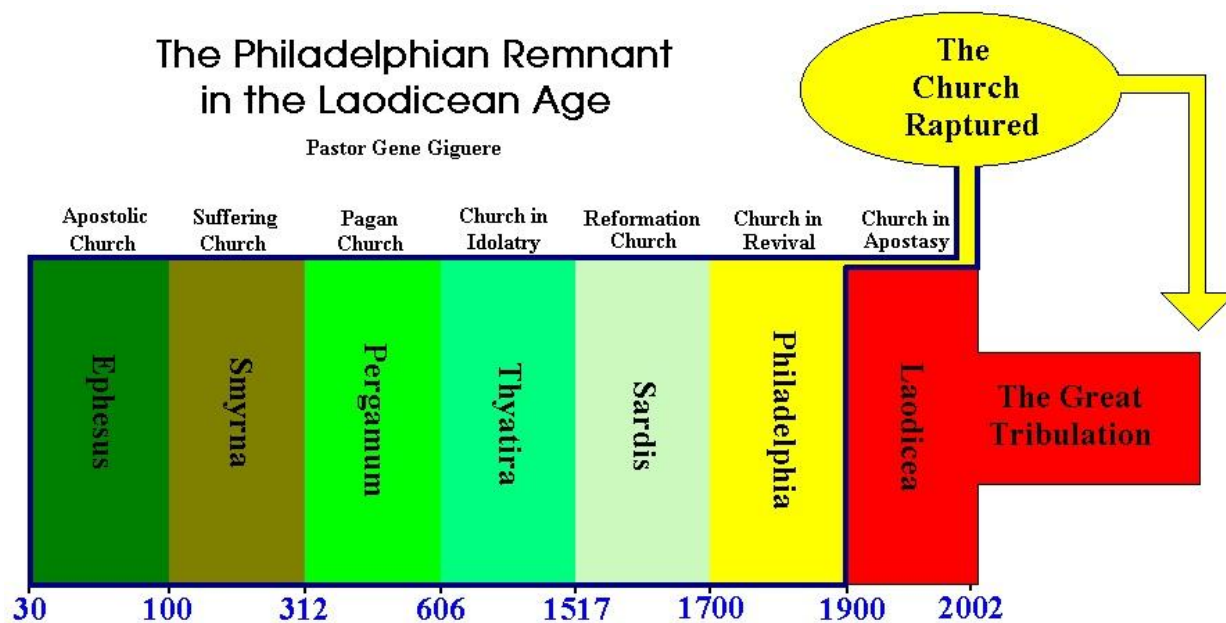 The Philadelphian Remnant
in the Laodicean Age
Pastor Gene Giguere
The
Church
Raptured
Apostolic
Church
Suffering
Church
Pagan
Church
Church in
Idolatry
Reformation
Church
Church in
Revival
Church in
Apostasy
Ephesus
Smyrna
Pergamum
Thyatira
Sardis
Philadelphia
Laodicea
The Great
Tribulation
30 100 312 606 1517 1700 1900 2002